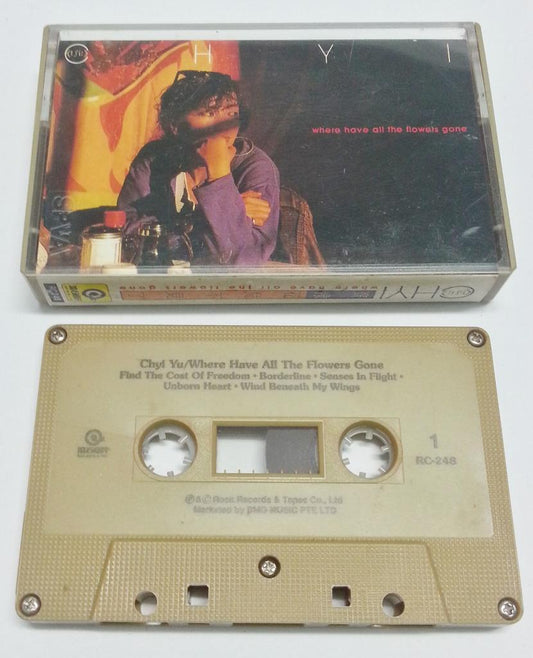 C H Y I
where have all the flowers gone
CHYI
where have all the flowers gone
Chyi Yu/Where Have All The Flowers Gone
Find The Cost Of Freedom • Borderline • Senses In Flight •
Unborn Heart • Wind Beneath My Wings
1
RC-248
Ⓟ & Ⓒ Rock Records & Tapes Co., Ltd
Marketed by BMG MUSIC PTE LTD